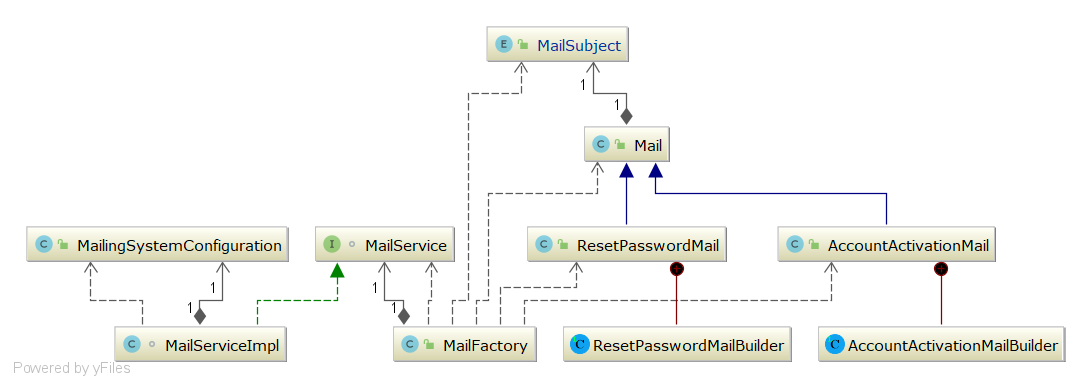 E MailSubject
1
1
C Mail
C MailingSystemConfiguration
I MailService
C ResetPasswordMail
C AccountActivationMail
1
1
1
1
C MailServiceImpl
C MailFactory
C ResetPasswordMailBuilder
C AccountActivationMailBuilder
Powered by yFiles